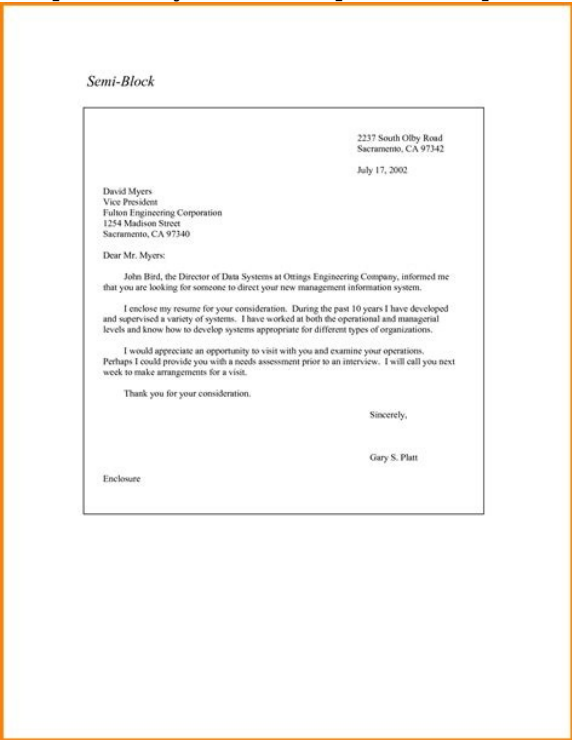 Semi-Block
2237 South Olby Road
Sacramento, CA 97342
July 17, 2002
David Myers
Vice President
Fulton Engineering Corporation
1254 Madison Street
Sacramento, CA 97340
Dear Mr. Myers:
John Bird, the Director of Data Systems at Ottings Engineering Company, informed me
that you are looking for someone to direct your new management information system.
I enclose my resume for your consideration. During the past 10 years I have developed
and supervised a variety of systems. I have worked at both the operational and managerial
levels and know how to develop systems appropriate for different types of organizations.
I would appreciate an opportunity to visit with you and examine your operations.
Perhaps I could provide you with a needs assessment prior to an interview. I will call you next
week to make arrangements for a visit.
Thank you for your consideration.
Sincerely,
Gary S. Platt
Enclosure